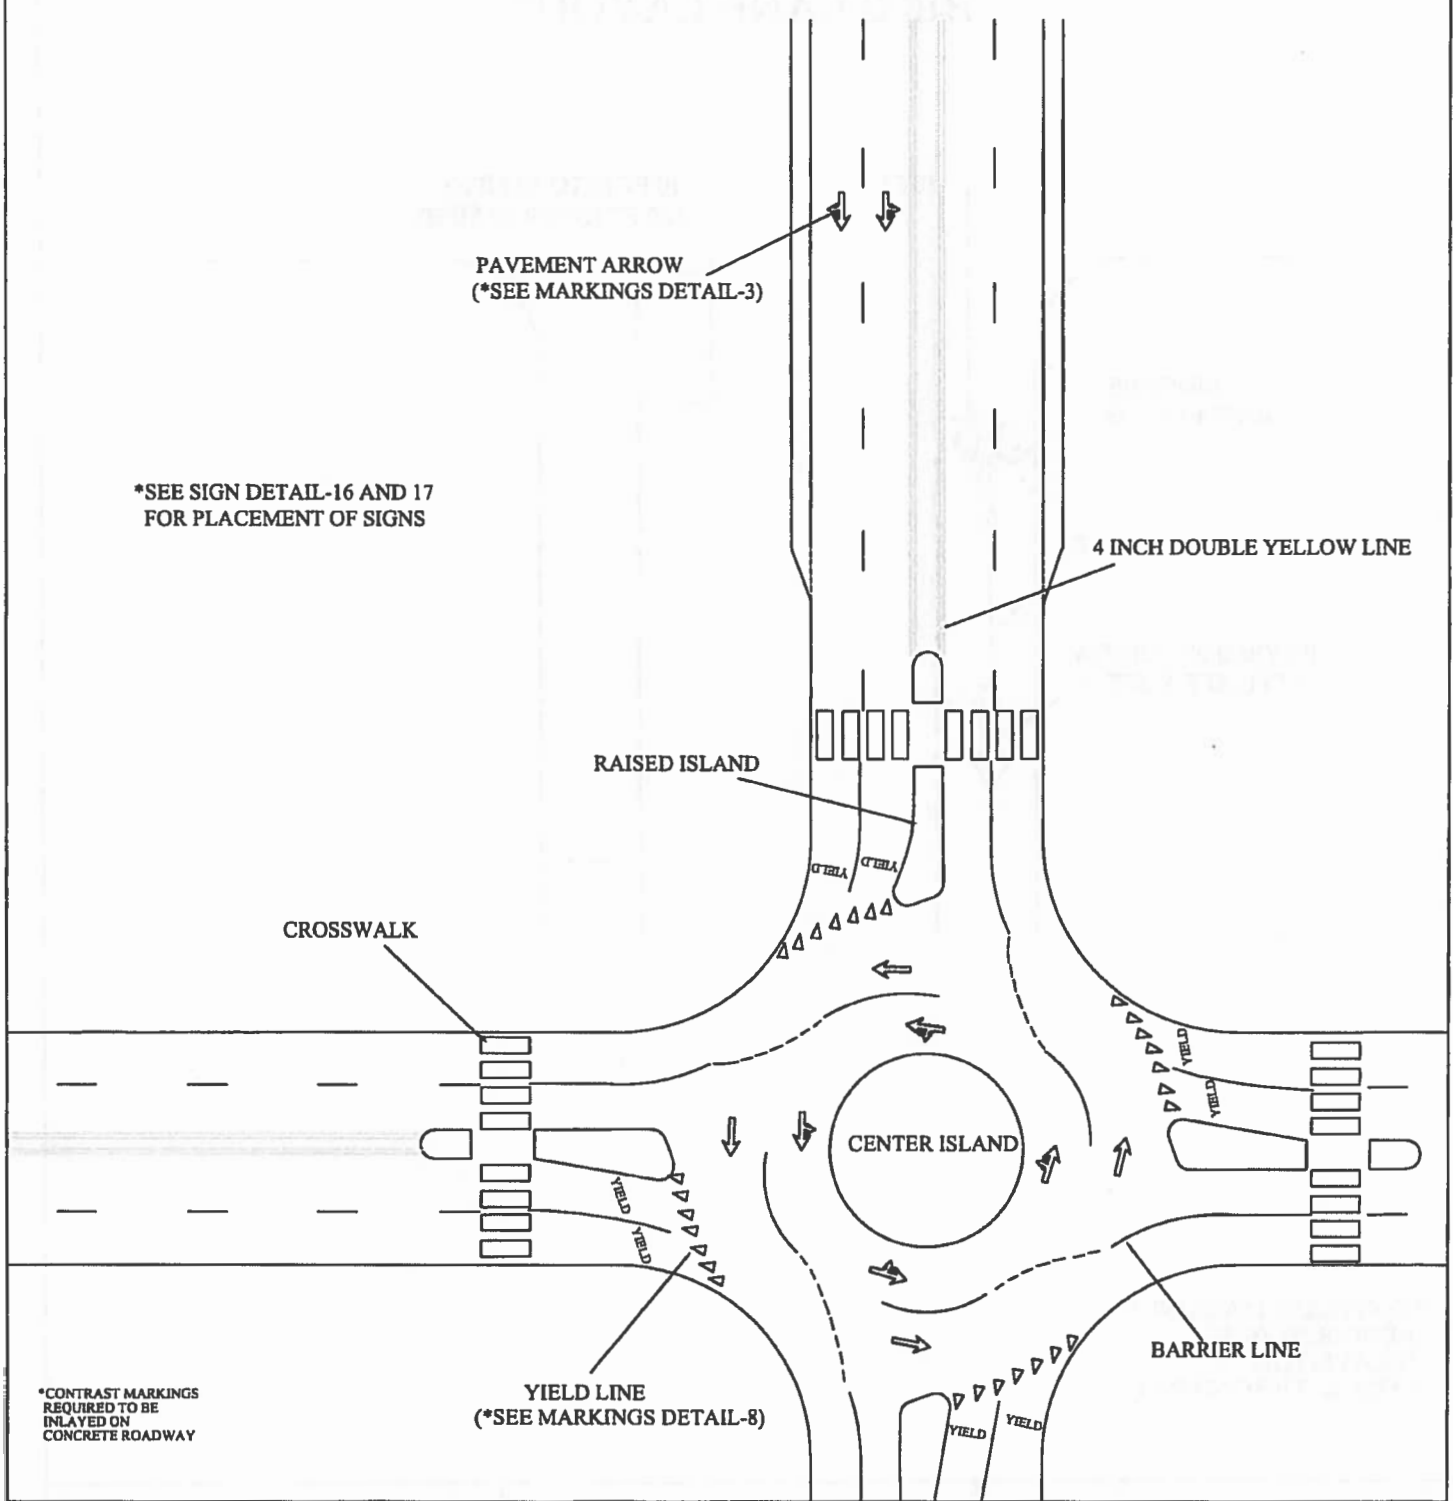 PAVEMENT ARROW
(*SEE MARKINGS DETAIL-3)
*SEE SIGN DETAIL-16 AND 17
FOR PLACEMENT OF SIGNS
4 INCH DOUBLE YELLOW LINE
RAISED ISLAND
YIELD
YIELD
CROSSWALK
YIELD
YIELD
CENTER ISLAND
YIELD
YIELD
BARRIER LINE
YIELD LINE
(*SEE MARKINGS DETAIL-8)
*CONTRAST MARKINGS
REQUIRED TO BE
INLAYED ON
CONCRETE ROADWAY
YIELD
YIELD